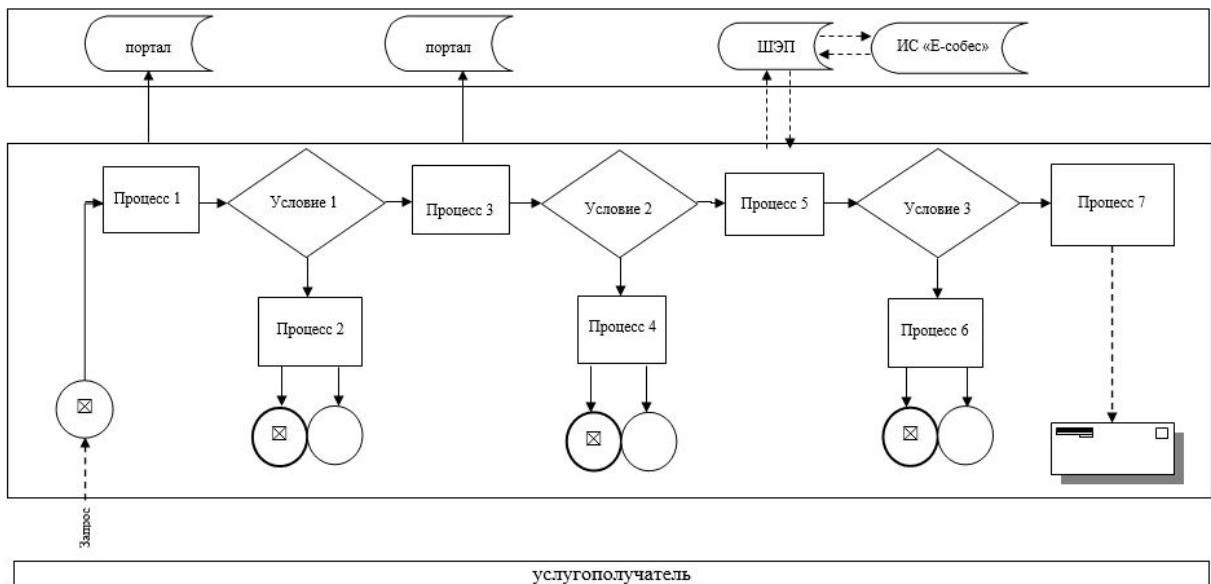 портал
портал
ШЭП
ИС «Е-собес»
Процесс 1
Условие 1
Процесс 3
Условие 2
Процесс 5
Условие 3
Процесс 7
Процесс 2
Процесс 4
Процесс 6
Запрос
услугополучатель